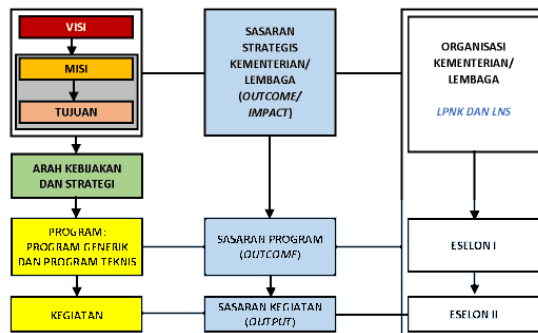 VISI
MISI
TUJUAN
ARAH KEBIJAKAN
DAN STRATEGI
PROGRAM:
PROGRAM GENERIK
DAN PROGRAM TEKNIS
KEGIATAN
SASARAN
STRATEGIS
KEMENTERIAN/
LEMBAGA
(OUTCOME/
IMPACT)
SASARAN PROGRAM
(OUTCOME)
SASARAN KEGIATAN
(OUTPUT)
ORGANISASI
KEMENTERIAN/
LEMBAGA
LPNK DAN LNS
ESELON I
ESELON II